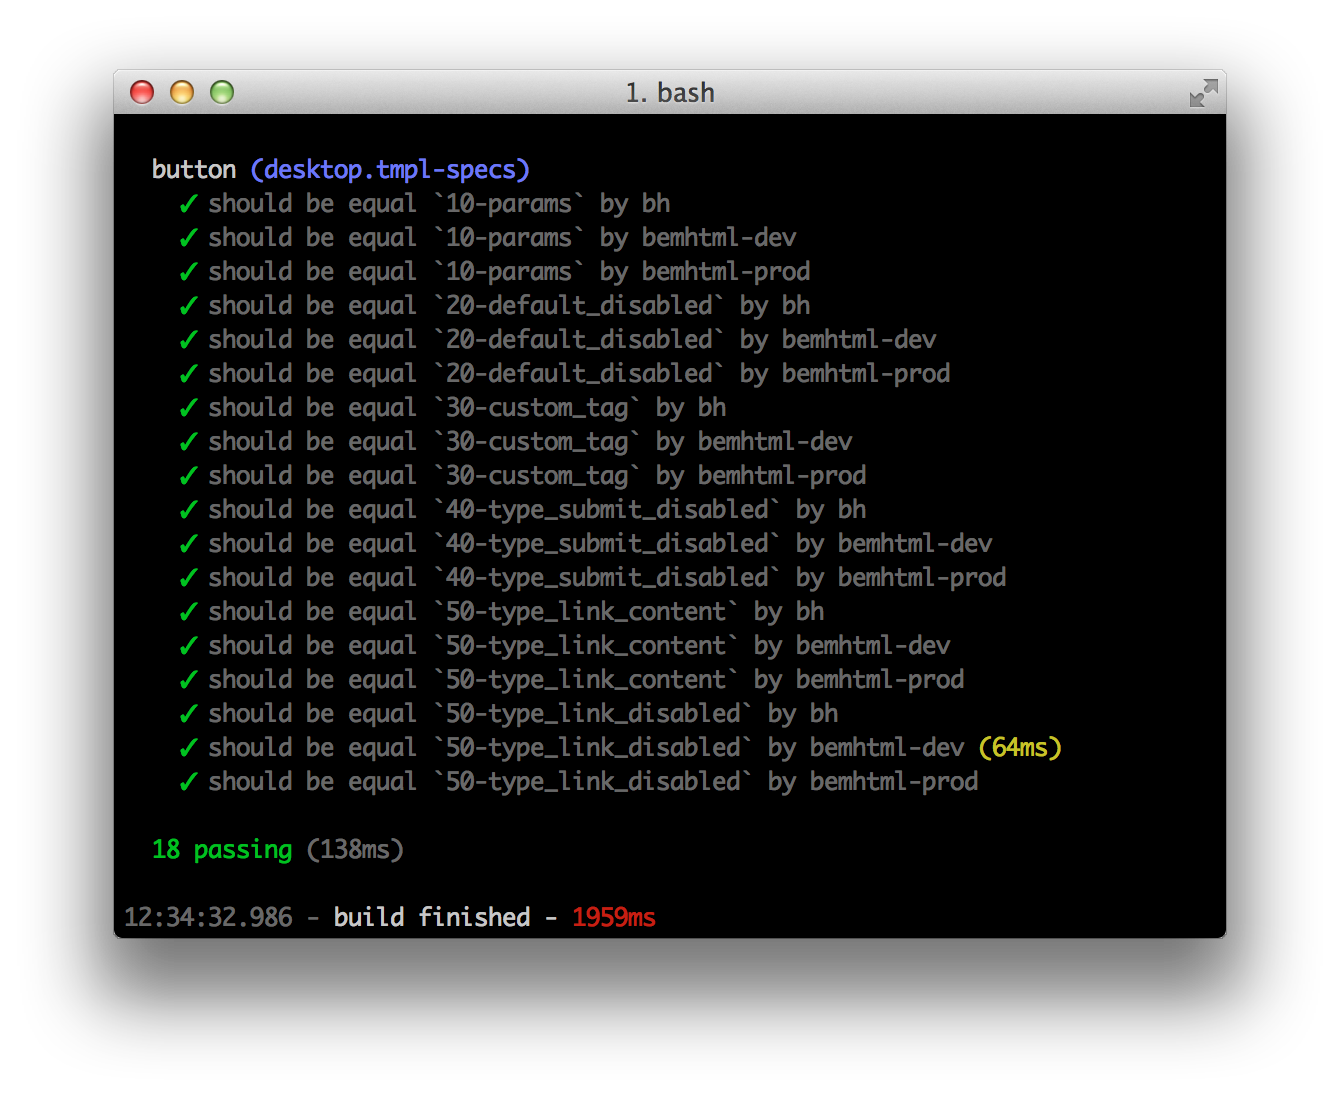 1. bash
button (desktop.tmpl-specs)
✓ should be equal `10-params` by bh
✓ should be equal `10-params` by bemhtml-dev
✓ should be equal `10-params` by bemhtml-prod
✓ should be equal `20-default_disabled` by bh
✓ should be equal `20-default_disabled` by bemhtml-dev
✓ should be equal `20-default_disabled` by bemhtml-prod
✓ should be equal `30-custom_tag` by bh
✓ should be equal `30-custom_tag` by bemhtml-dev
✓ should be equal `30-custom_tag` by bemhtml-prod
✓ should be equal `40-type_submit_disabled` by bh
✓ should be equal `40-type_submit_disabled` by bemhtml-dev
✓ should be equal `40-type_submit_disabled` by bemhtml-prod
✓ should be equal `50-type_link_content` by bh
✓ should be equal `50-type_link_content` by bemhtml-dev
✓ should be equal `50-type_link_content` by bemhtml-prod
✓ should be equal `50-type_link_disabled` by bh
✓ should be equal `50-type_link_disabled` by bemhtml-dev (64ms)
✓ should be equal `50-type_link_disabled` by bemhtml-prod
18 passing (138ms)
12:34:32.986 - build finished - 1959ms